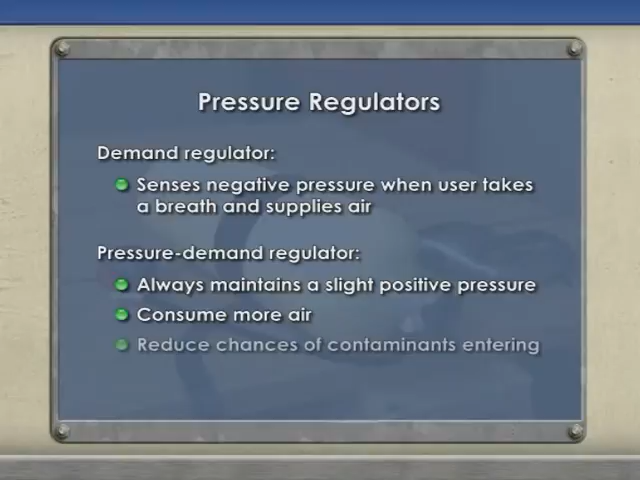 Pressure Regulators
Demand regulator:
Senses negative pressure when user takes
a breath and supplies air
Pressure-demand regulator:
Always maintains a slight positive pressure
Consume more air
Reduce chances of contaminants entering